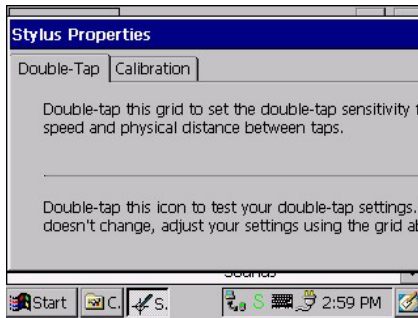 Stylus Properties
Double-Tap Calibration
Double-tap this grid to set the double-tap sensitivity
speed and physical distance between taps.
Double-tap this icon to test your double-tap settings.
doesn't change, adjust your settings using the grid
Sounds
Start C. S. S 2:59 PM